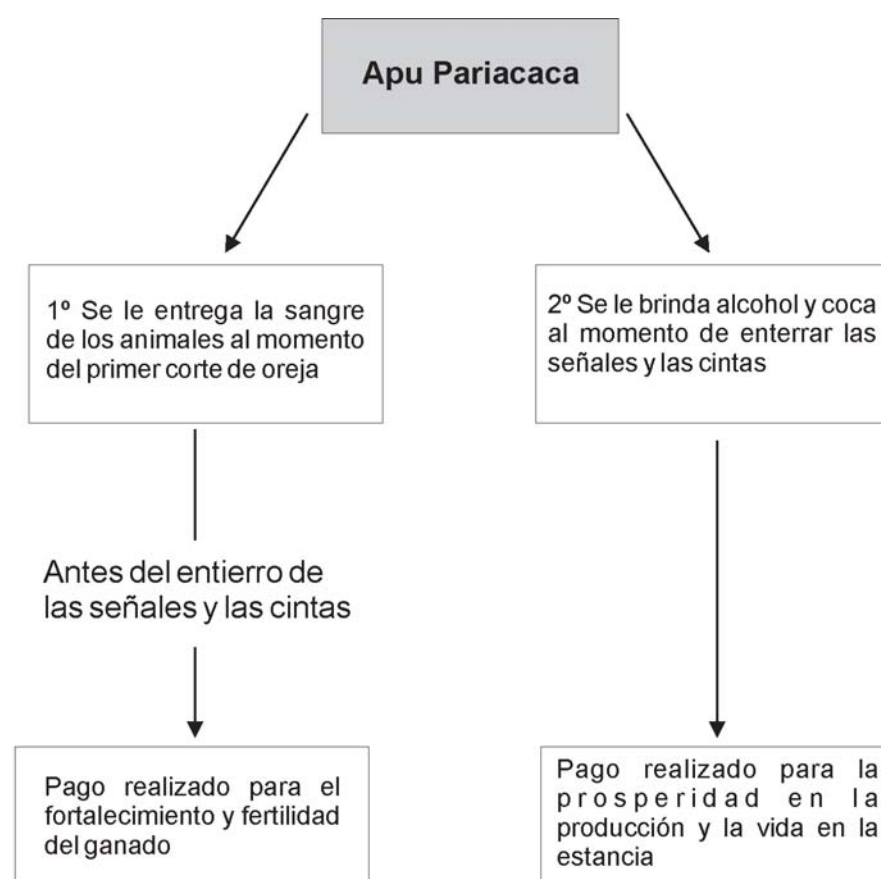 Apu Pariacaca
1º Se le entrega la sangre
de los animales al momento
del primer corte de oreja
2º Se le brinda alcohol y coca
al momento de enterrar las
señales y las cintas
Antes del entierro de
las señales y las cintas
Pago realizado para el
fortalecimiento y fertilidad
del ganado
Pago realizado para la
prosperidad en la
producción y la vida en la
estancia